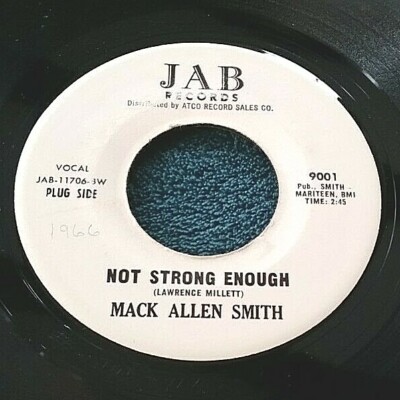 JAB
RECORDS
Distributed by ATCO RECORD SALES CO.
VOCAL
JAB-11706-BW
PLUG SIDE
9001
Pub., SMITH -
MARITEEN, BMI
TIME: 2:45
1966
NOT STRONG ENOUGH
(LAWRENCE MILLETT)
MACK ALLEN SMITH